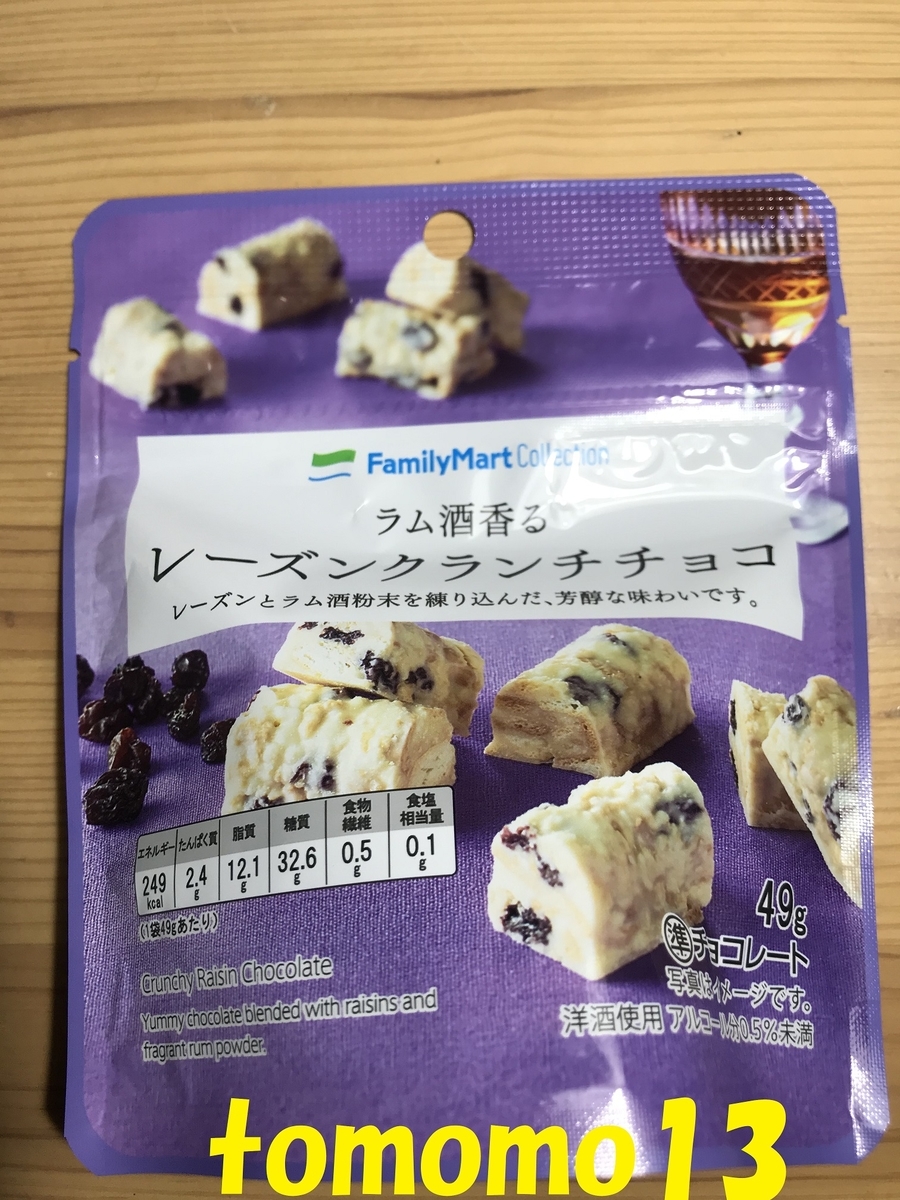 FamilyMart Collection
ラム酒香る
レーズンクランチチョコ
レーズンとラム酒粉末を練り込んだ、芳醇な味わいです。
エネルギー たんぱく質 脂質 糖質 食物繊維 食塩相当量
249kcal 2.4g 12.1g 32.6g 0.5g 0.1g
(1袋49gあたり)
Crunchy Raisin Chocolate
Yummy chocolate blended with raisins and
fragrant rum powder.
49g
準チョコレート
写真はイメージです。
洋酒使用 アルコール分0.5%未満
tomomo13